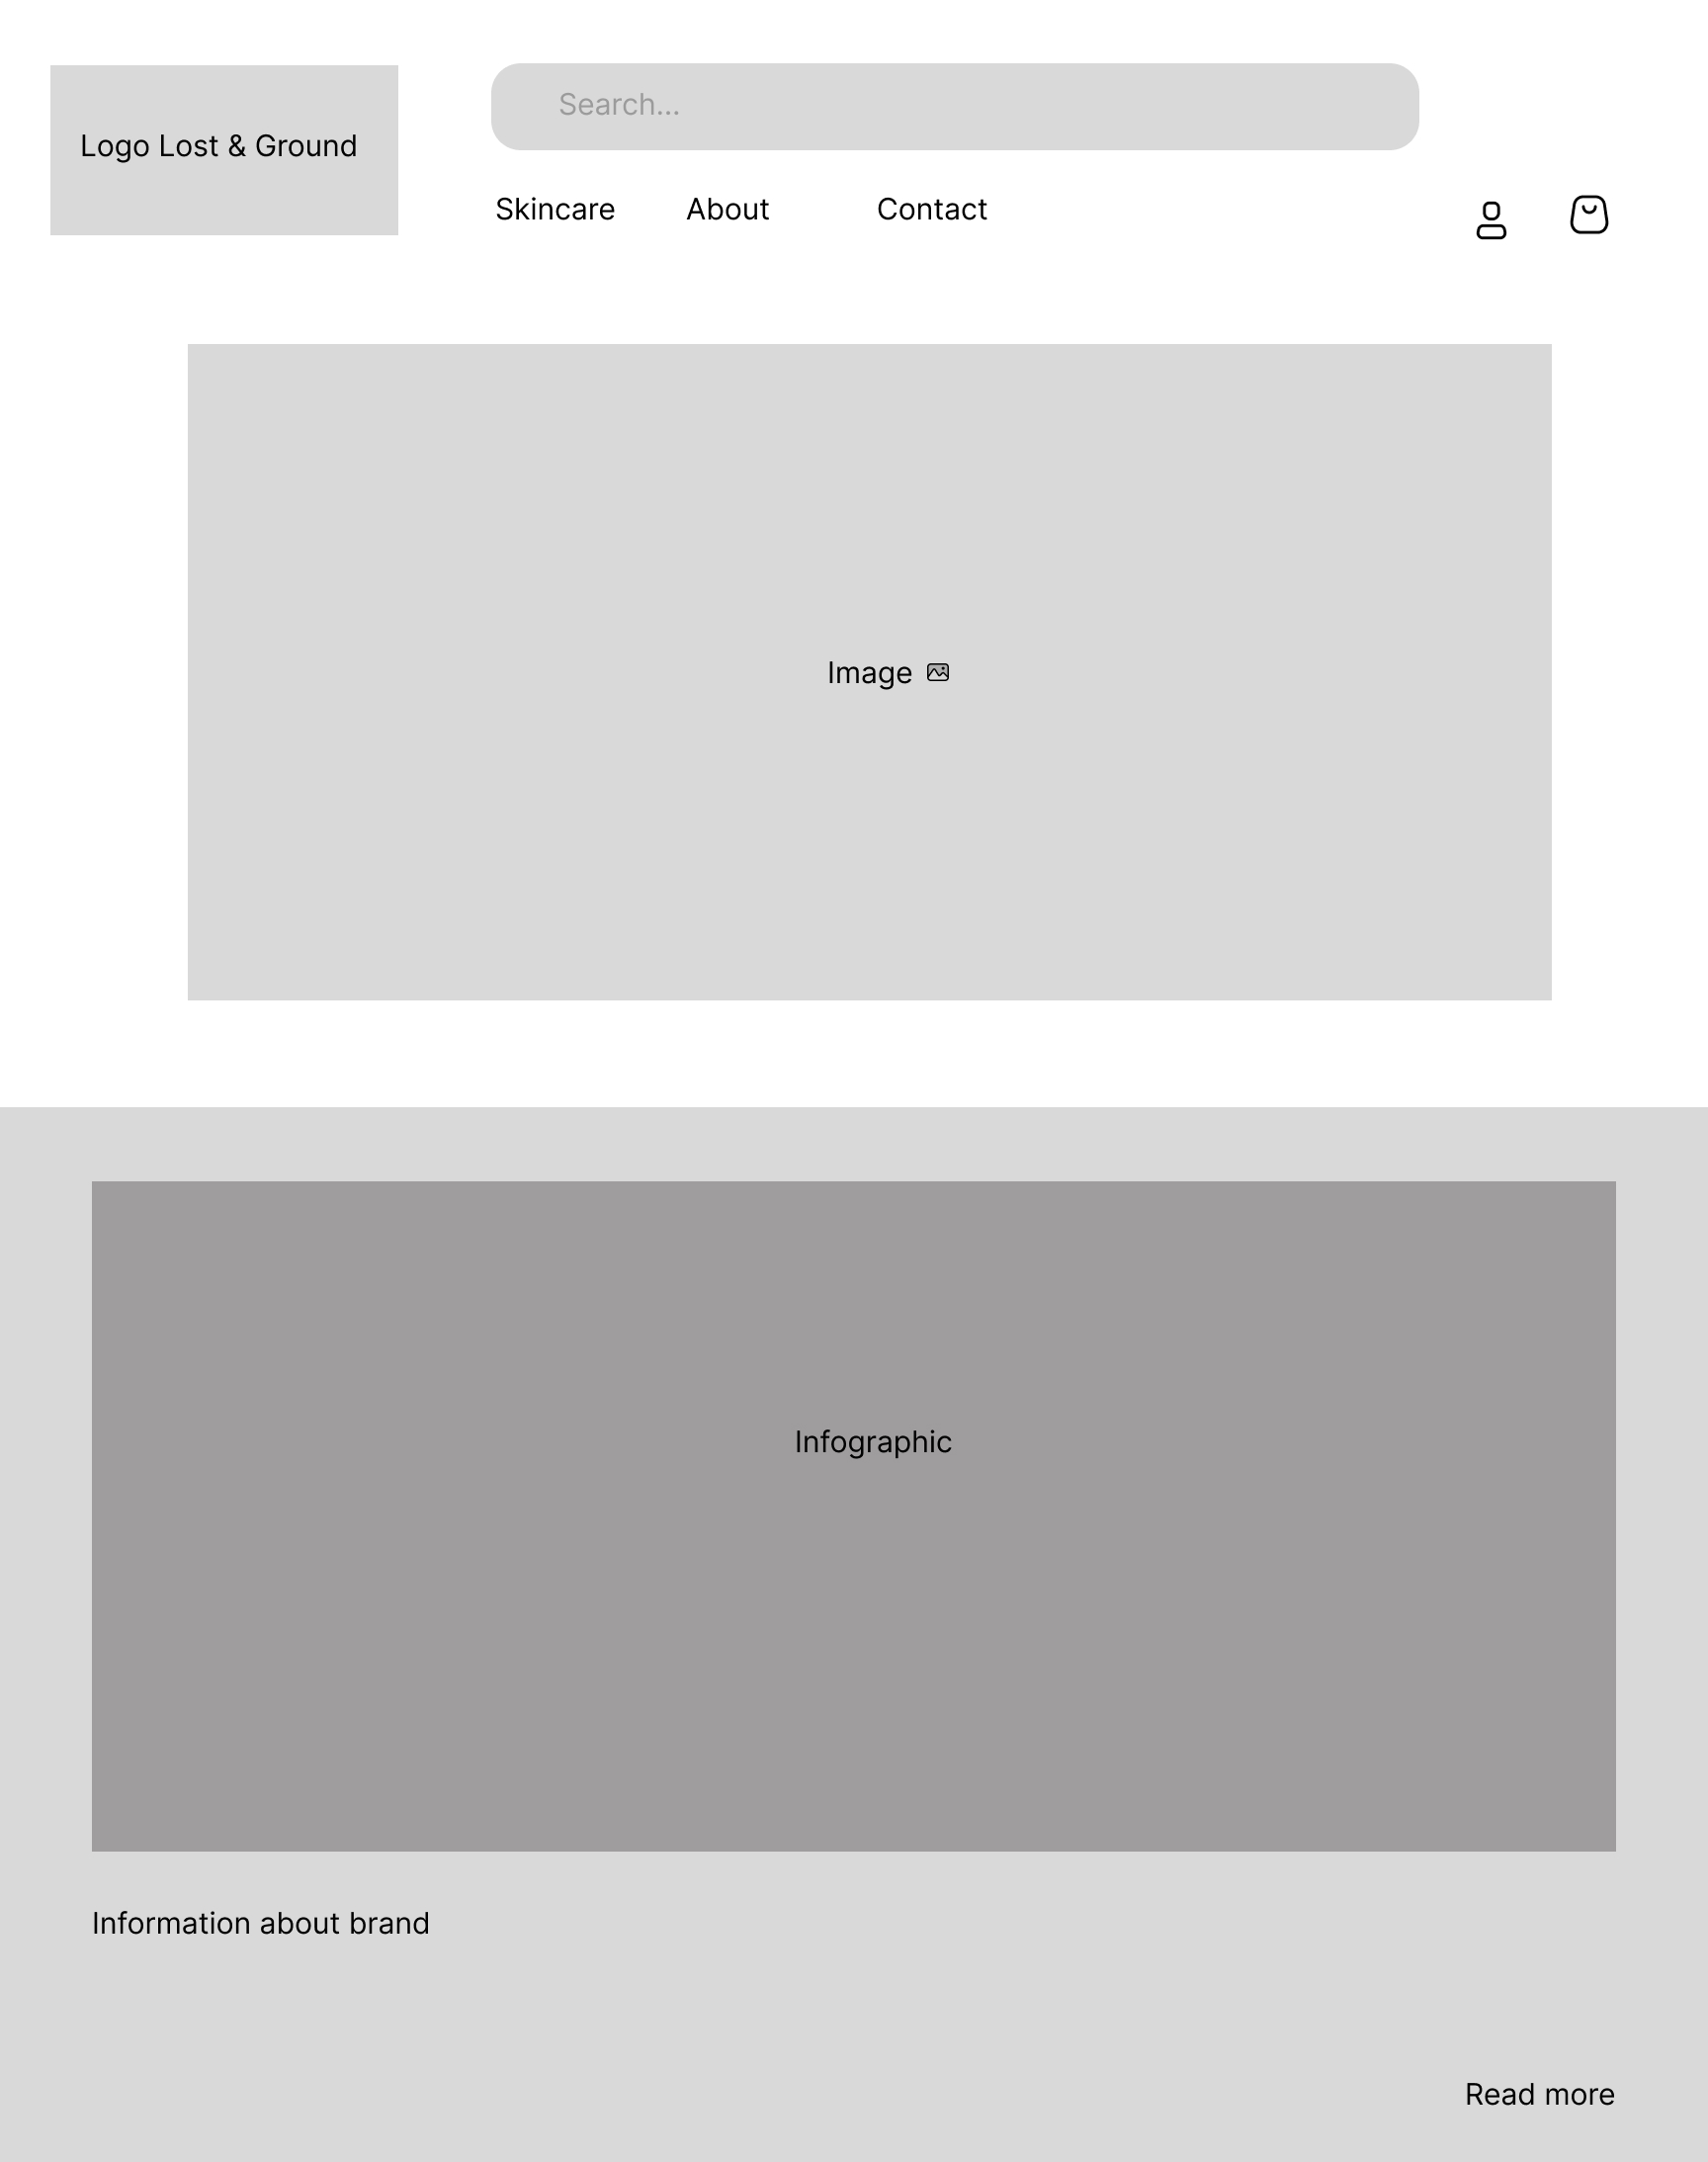 Logo Lost & Ground
Search...
Skincare
About
Contact
Image
Infographic
Information about brand
Read more